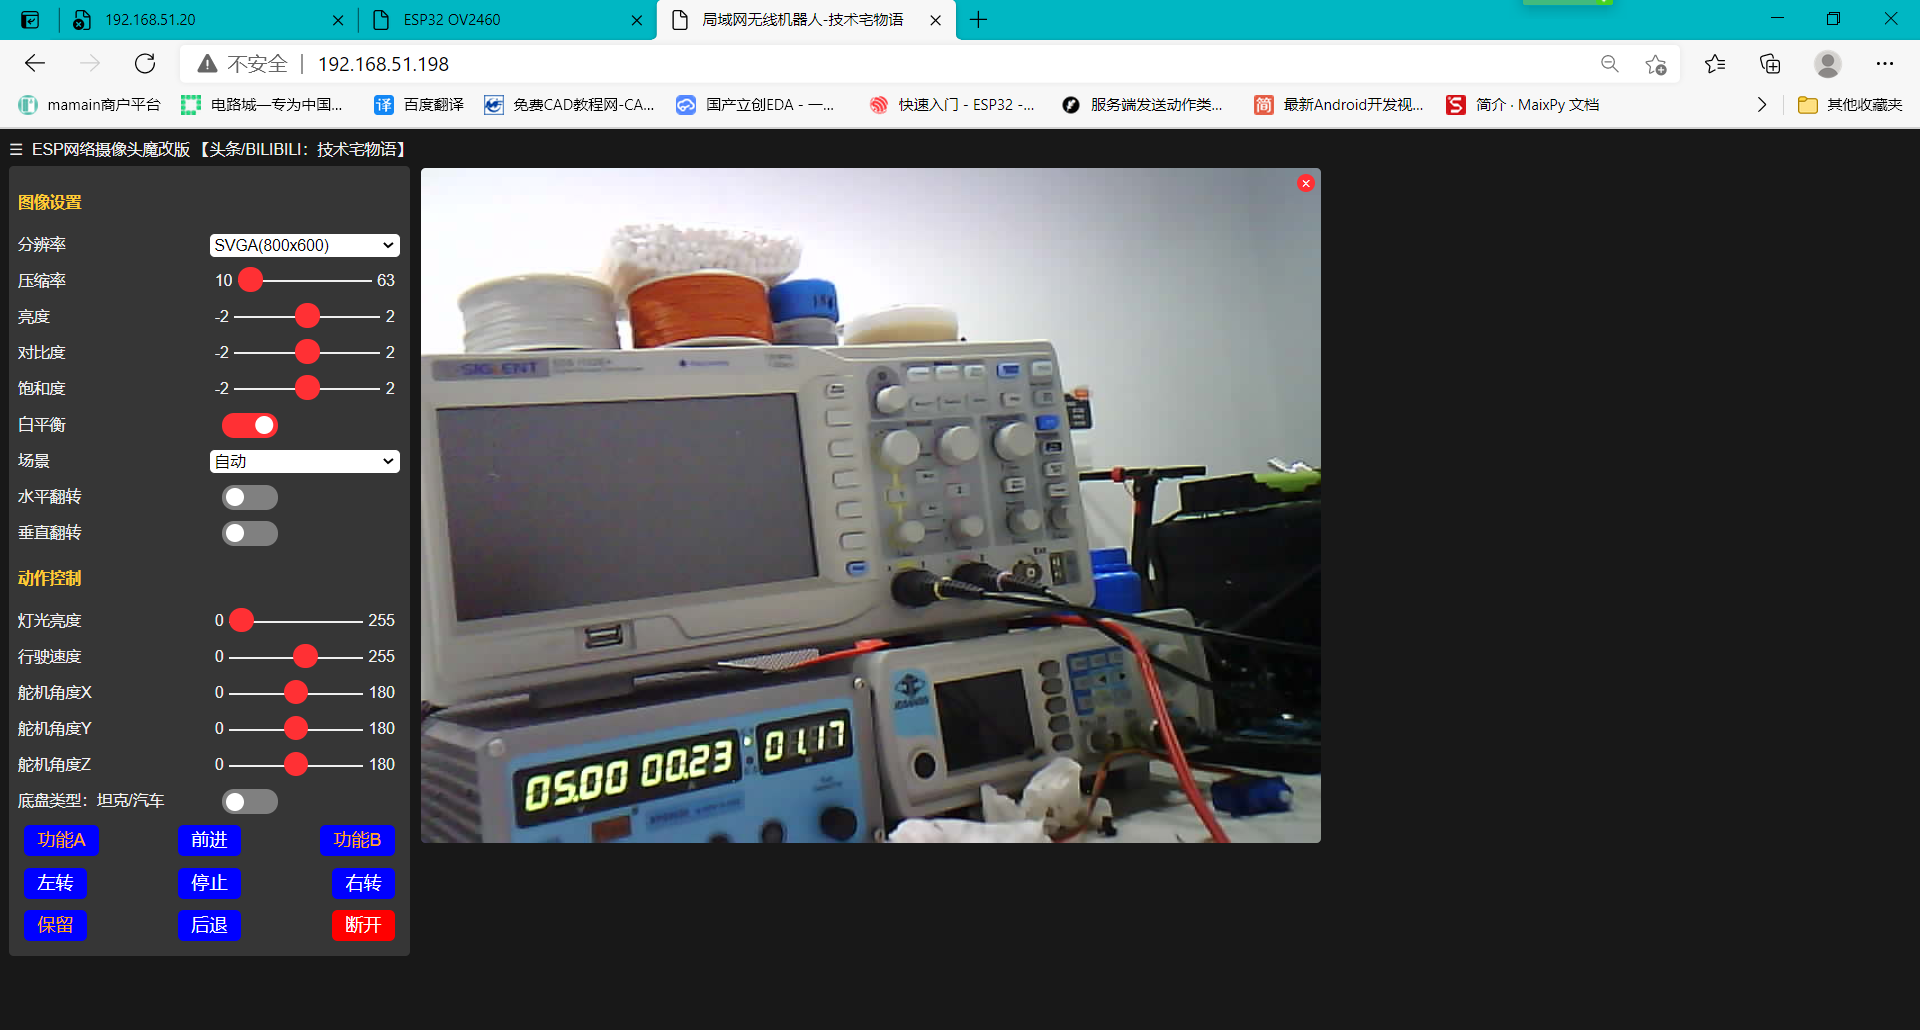 192.168.51.20
ESP32 OV2460
局域网无线机器人-技术宅物语
不安全
192.168.51.198
mamain商户平台
电路城—专为中国...
百度翻译
免费CAD教程网-CA...
国产立创EDA - 一...
快速入门 - ESP32 -...
服务端发送动作类...
最新Android开发视...
简介 · MaixPy 文档
其他收藏夹
ESP网络摄像头魔改版 【头条/BILIBILI：技术宅物语】
图像设置
分辨率 SVGA(800x600)
压缩率 10 63
亮度 -2 2
对比度 -2 2
饱和度 -2 2
白平衡
场景 自动
水平翻转
垂直翻转
动作控制
灯光亮度 0 255
行驶速度 0 255
舵机角度X 0 180
舵机角度Y 0 180
舵机角度Z 0 180
底盘类型：坦克/汽车
功能A 前进 功能B
左转 停止 右转
保留 后退 断开
SIGLENT
Ext
05.00 00.23 01.17